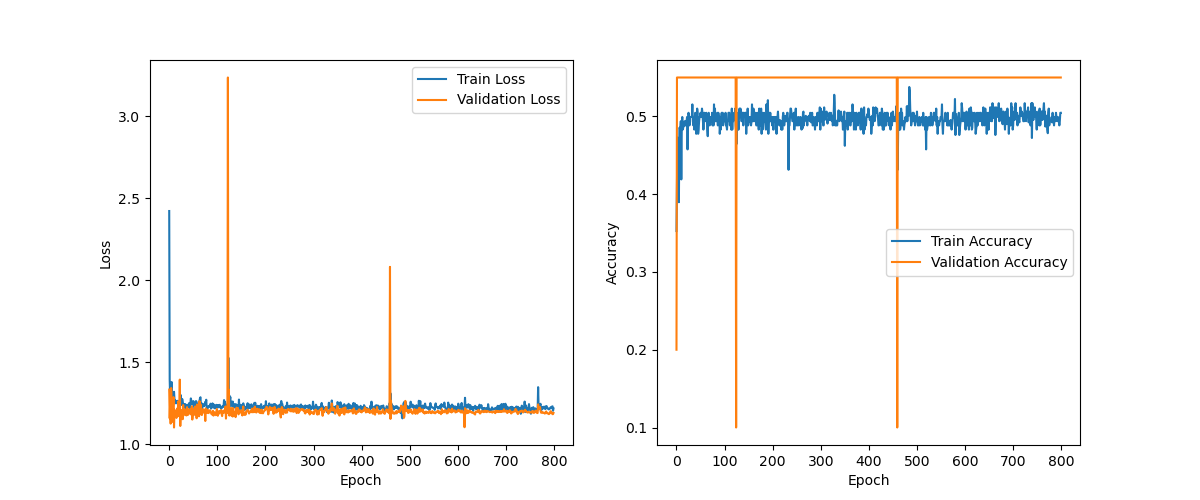 3.0
2.5
2.0
1.5
1.0
Loss
0 100 200 300 400 500 600 700 800
Epoch
Train Loss
Validation Loss
0.5
0.4
0.3
0.2
0.1
Accuracy
0 100 200 300 400 500 600 700 800
Epoch
Train Accuracy
Validation Accuracy